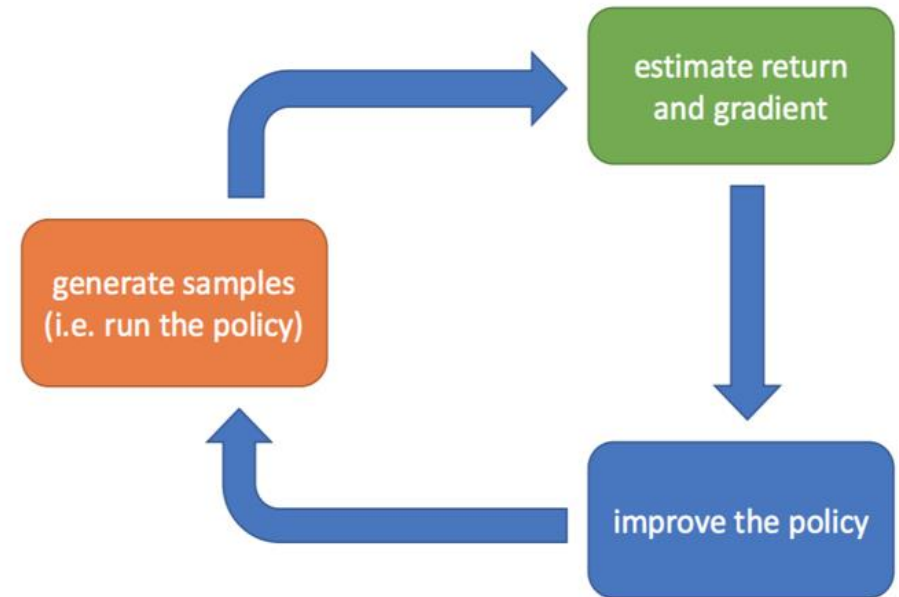 estimate return
and gradient
generate samples
(i.e. run the policy)
improve the policy